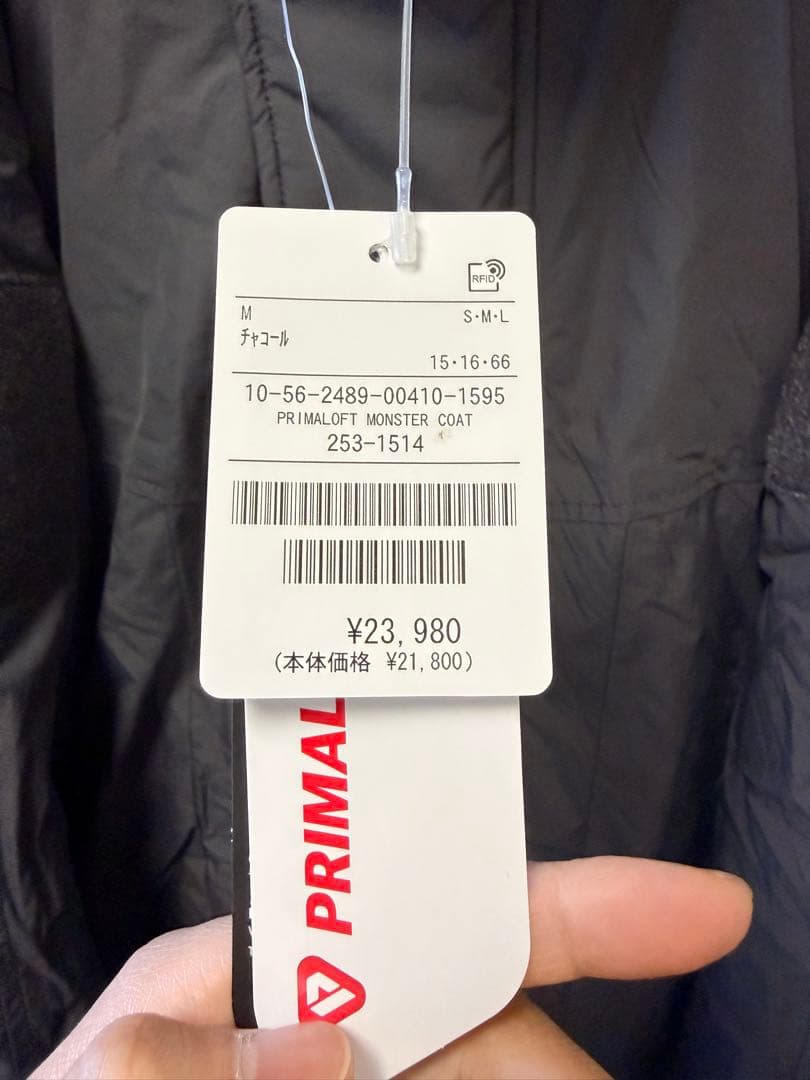 RFID
M S・M・L
チャコール
15・16・66
10-56-2489-00410-1595
PRIMALOFT MONSTER COAT
253-1514
¥23,980
(本体価格 ¥21,800)
PRIMAL